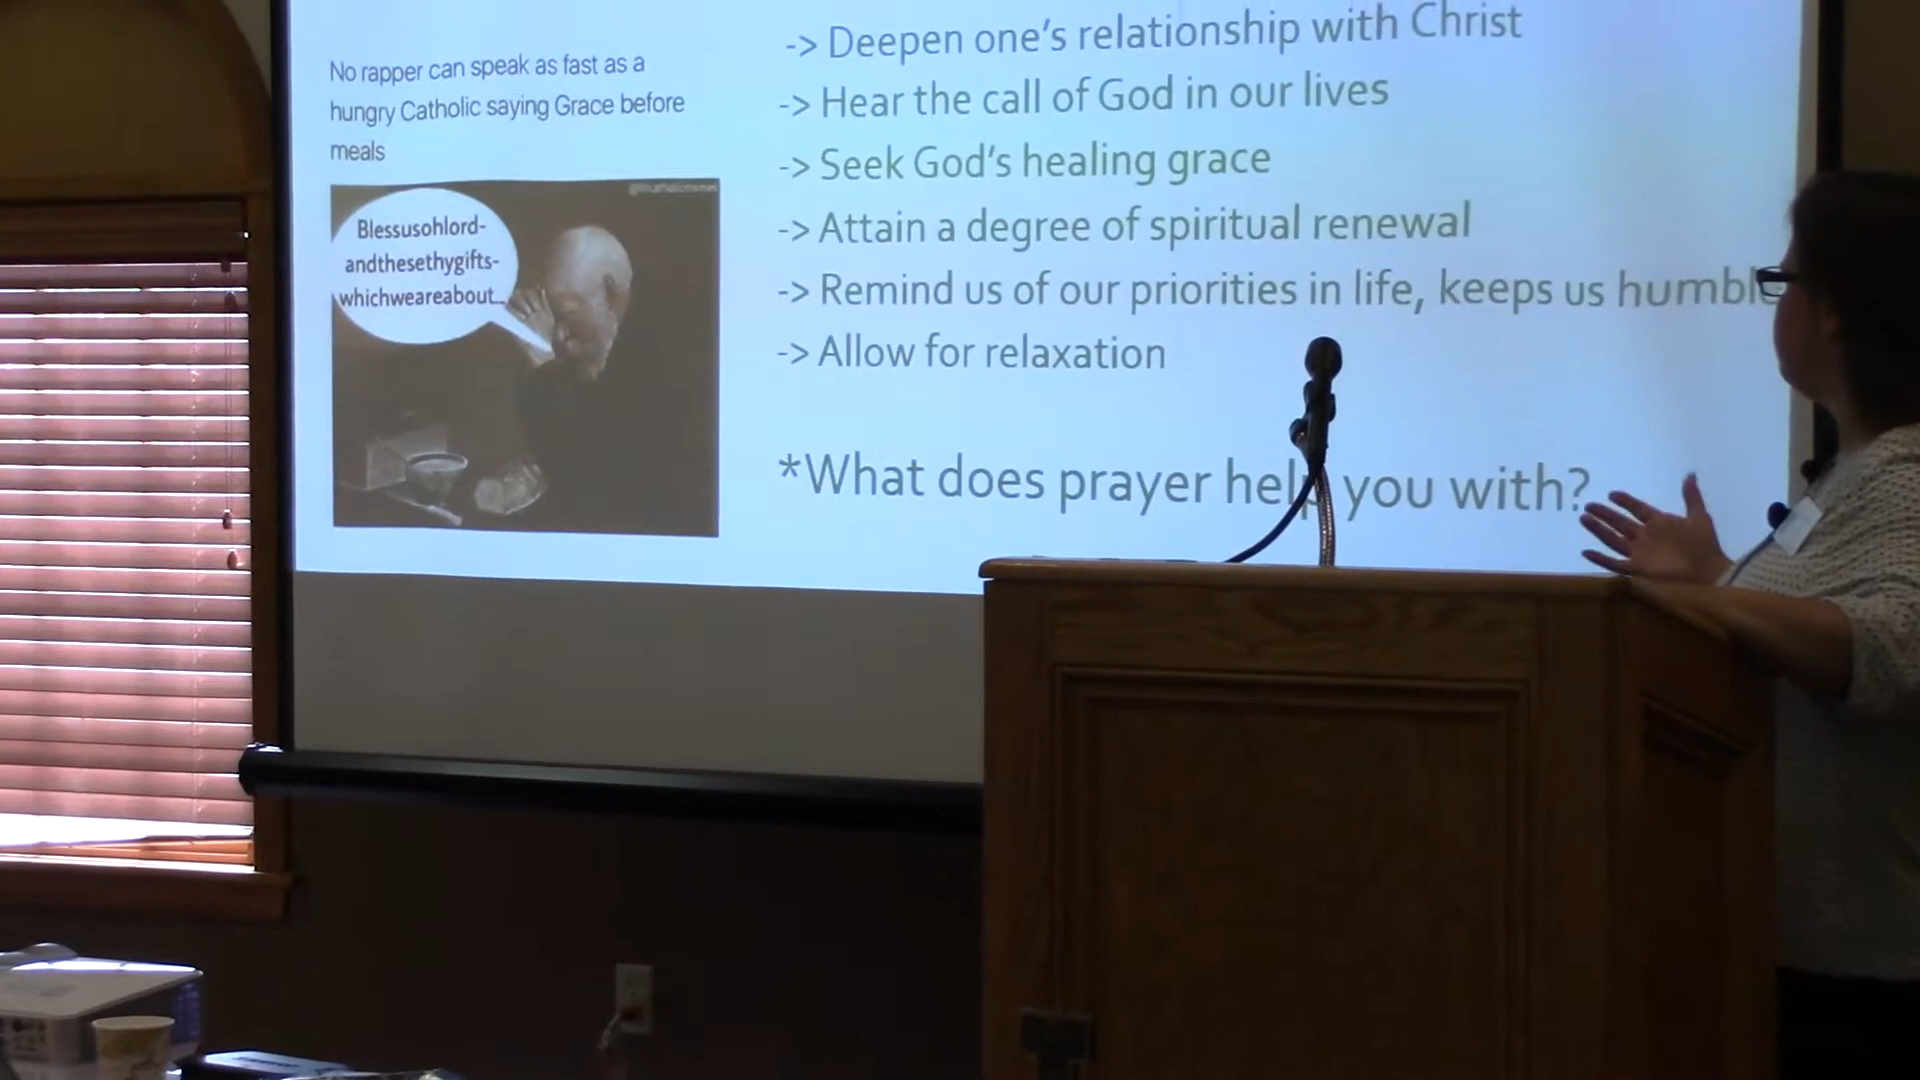 No rapper can speak as fast as a
hungry Catholic saying Grace before
meals
Blessusohlord-
andthesethygifts-
whichweareabout...
-> Deepen one's relationship with Christ
-> Hear the call of God in our lives
-> Seek God's healing grace
-> Attain a degree of spiritual renewal
-> Remind us of our priorities in life, keeps us humble
-> Allow for relaxation
*What does prayer help you with?